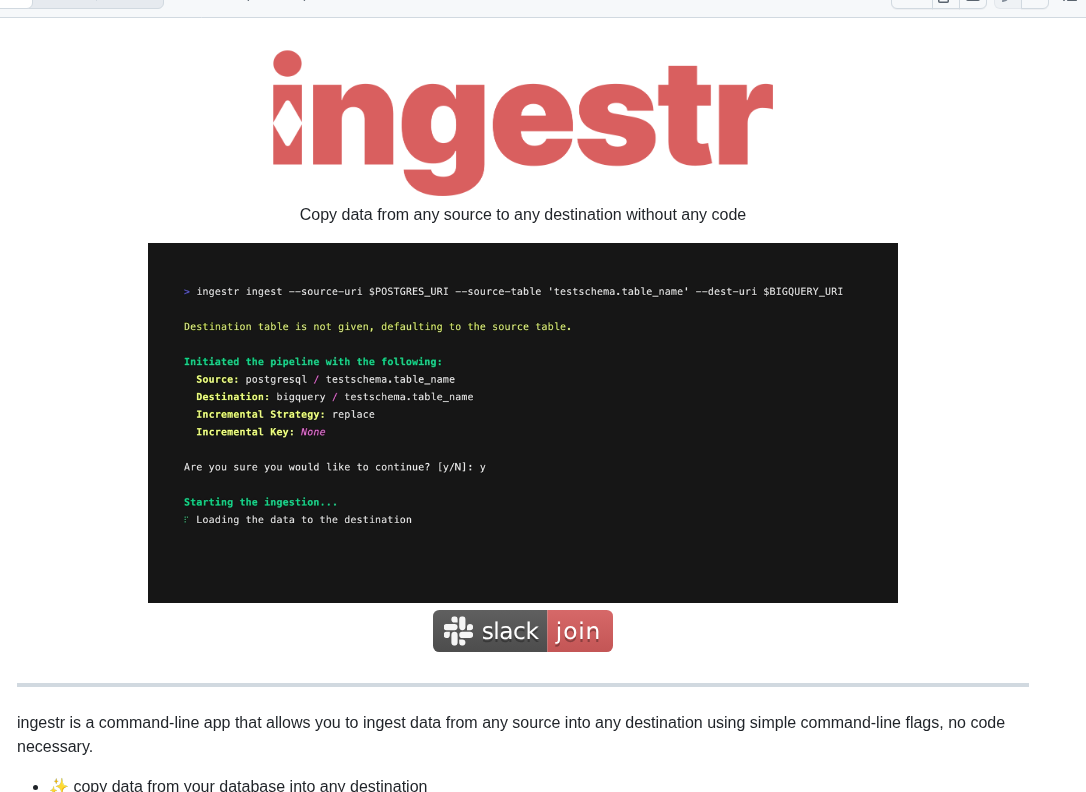 ingestr
Copy data from any source to any destination without any code
> ingestr ingest --source-uri $POSTGRES_URI --source-table 'testschema.table_name' --dest-uri $BIGQUERY_URI
Destination table is not given, defaulting to the source table.
Initiated the pipeline with the following:
Source: postgresql / testschema.table_name
Destination: bigquery / testschema.table_name
Incremental Strategy: replace
Incremental Key: None
Are you sure you would like to continue? [y/N]: y
Starting the ingestion...
Loading the data to the destination
slack join
ingestr is a command-line app that allows you to ingest data from any source into any destination using simple command-line flags, no code
necessary.
• ✨ copy data from your database into any destination